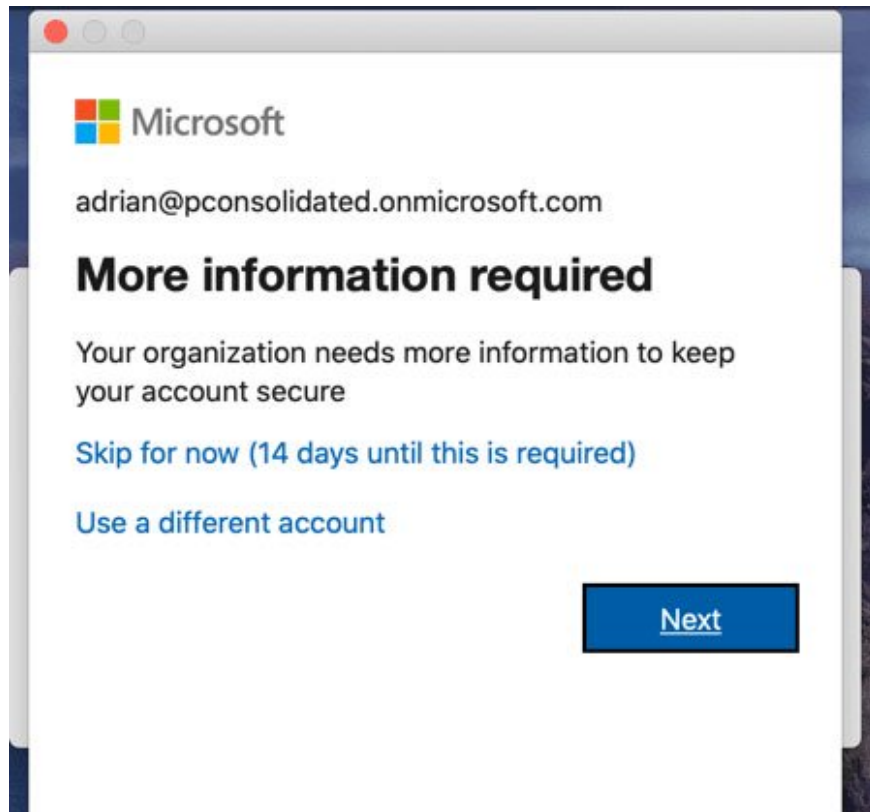 Microsoft
adrian@pconsolidated.onmicrosoft.com
More information required
Your organization needs more information to keep
your account secure
Skip for now (14 days until this is required)
Use a different account
Next